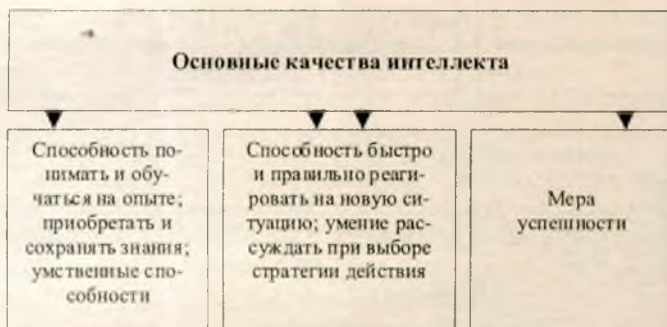 Основные качества интеллекта
Способность по-
нимать и обу-
чаться на опыте;
приобретать и
сохранять знания;
умственные спо-
собности
Способность быстро
и правильно реаги-
ровать на новую си-
туацию; умение рас-
суждать при выборе
стратегии действия
Мера
успешности